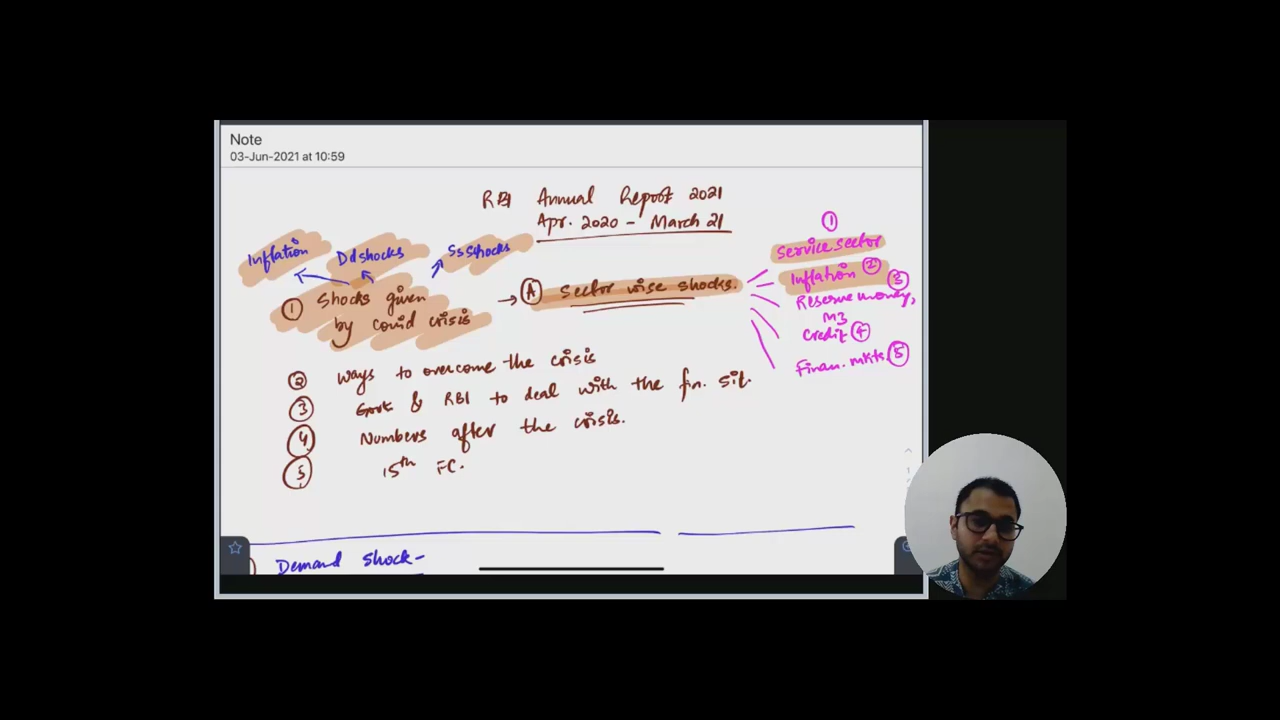 Note
03-Jun-2021 at 10:59
RBI Annual Report 2021
Apr. 2020 - March 21
①
Service sector
Inflation Dd shocks Ss shocks
Inflation ②
① Shocks given by covid crisis
→ Ⓐ Sector wise shocks.
Reserve money, M3 ③
Credit ④
Finan. mkts. ⑤
② Ways to overcome the crisis
③ Govt & RBI to deal with the fin. sit.
④ Numbers after the crisis.
⑤ 15th FC.
Demand Shock-